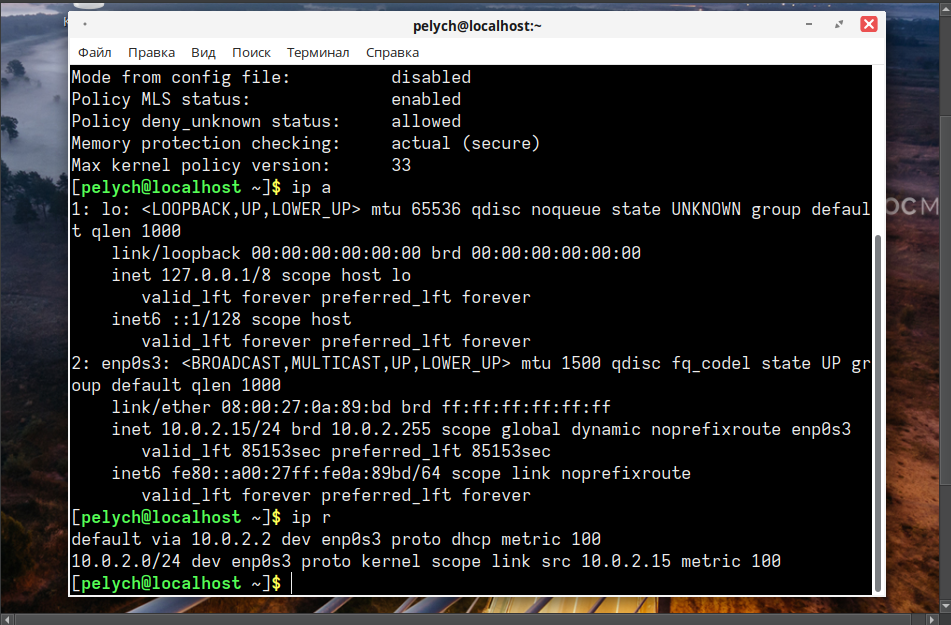 pelych@localhost:~
Файл Правка Вид Поиск Терминал Справка
Mode from config file:          disabled
Policy MLS status:              enabled
Policy deny_unknown status:     allowed
Memory protection checking:     actual (secure)
Max kernel policy version:      33
[pelych@localhost ~]$ ip a
1: lo: <LOOPBACK,UP,LOWER_UP> mtu 65536 qdisc noqueue state UNKNOWN group defaul
t qlen 1000
    link/loopback 00:00:00:00:00:00 brd 00:00:00:00:00:00
    inet 127.0.0.1/8 scope host lo
       valid_lft forever preferred_lft forever
    inet6 ::1/128 scope host
       valid_lft forever preferred_lft forever
2: enp0s3: <BROADCAST,MULTICAST,UP,LOWER_UP> mtu 1500 qdisc fq_codel state UP gr
oup default qlen 1000
    link/ether 08:00:27:0a:89:bd brd ff:ff:ff:ff:ff:ff
    inet 10.0.2.15/24 brd 10.0.2.255 scope global dynamic noprefixroute enp0s3
       valid_lft 85153sec preferred_lft 85153sec
    inet6 fe80::a00:27ff:fe0a:89bd/64 scope link noprefixroute
       valid_lft forever preferred_lft forever
[pelych@localhost ~]$ ip r
default via 10.0.2.2 dev enp0s3 proto dhcp metric 100
10.0.2.0/24 dev enp0s3 proto kernel scope link src 10.0.2.15 metric 100
[pelych@localhost ~]$